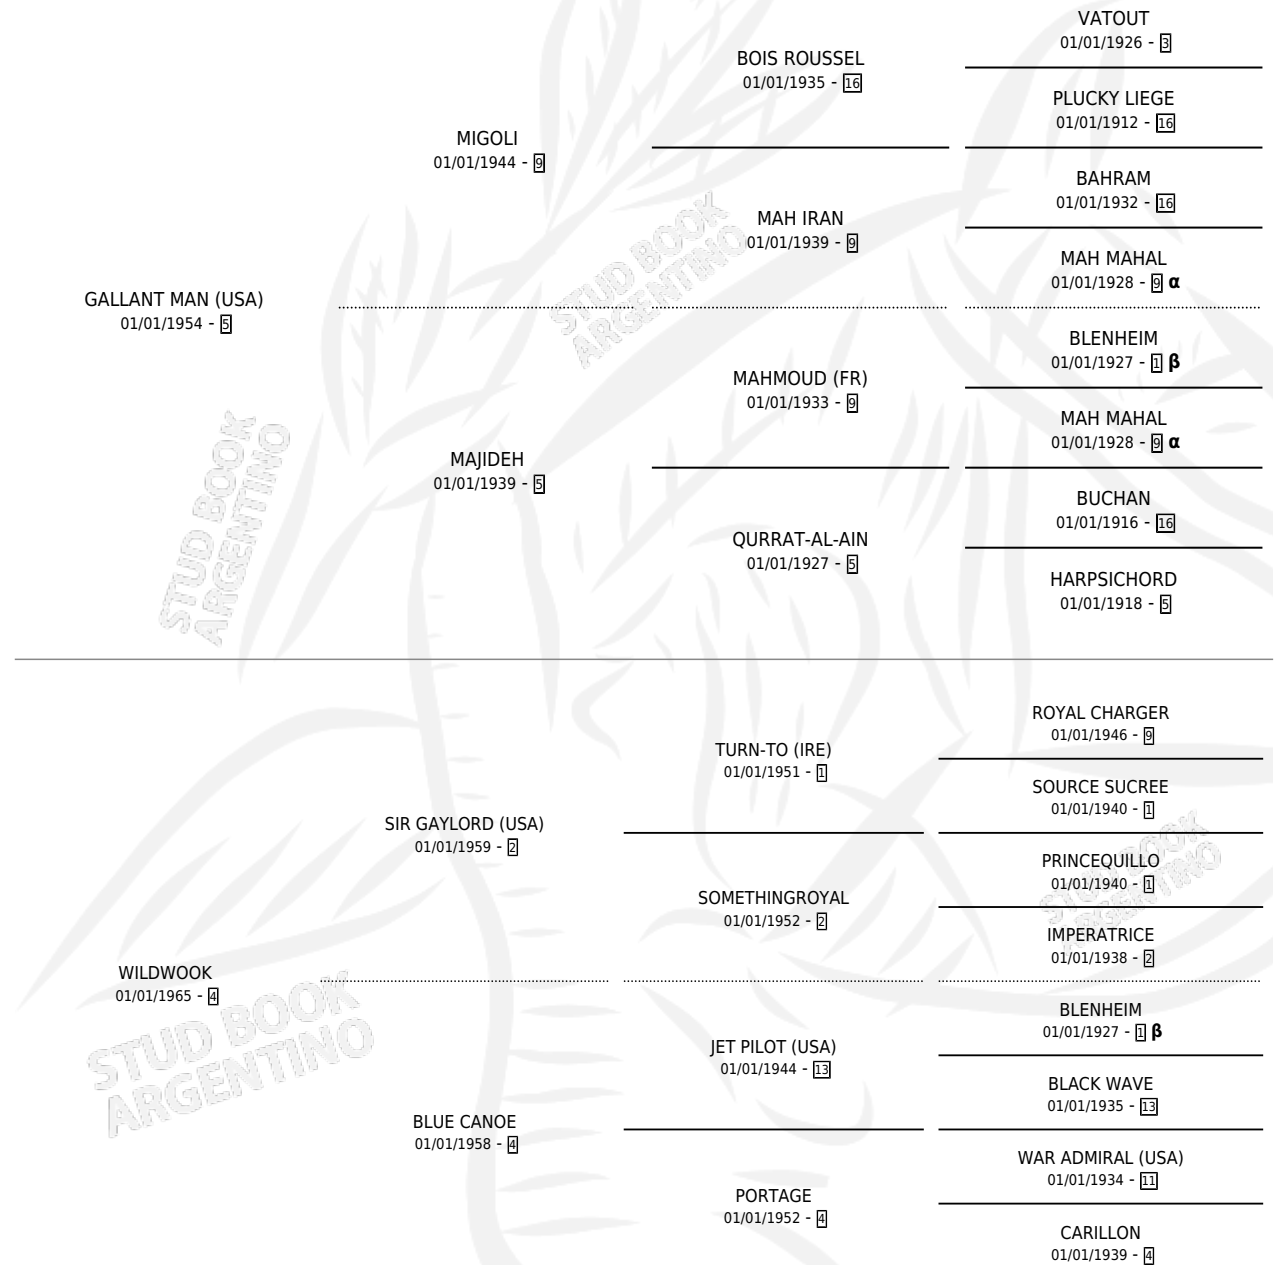 VATOUT
01/01/1926 - 3
BOIS ROUSSEL
01/01/1935 - 16
PLUCKY LIEGE
01/01/1912 - 16
MIGOLI
01/01/1944 - 9
BAHRAM
01/01/1932 - 16
MAH IRAN
01/01/1939 - 9
MAH MAHAL
01/01/1928 - 9 α
GALLANT MAN (USA)
01/01/1954 - 5
BLENHEIM
01/01/1927 - 1 β
MAHMOUD (FR)
01/01/1933 - 9
MAH MAHAL
01/01/1928 - 9 α
MAJIDEH
01/01/1939 - 5
BUCHAN
01/01/1916 - 16
QURRAT-AL-AIN
01/01/1927 - 5
HARPSICHORD
01/01/1918 - 5
ROYAL CHARGER
01/01/1946 - 9
TURN-TO (IRE)
01/01/1951 - 1
SOURCE SUCREE
01/01/1940 - 1
SIR GAYLORD (USA)
01/01/1959 - 2
PRINCEQUILLO
01/01/1940 - 1
SOMETHINGROYAL
01/01/1952 - 2
IMPERATRICE
01/01/1938 - 2
WILDWOOK
01/01/1965 - 4
BLENHEIM
01/01/1927 - 1 β
JET PILOT (USA)
01/01/1944 - 13
BLACK WAVE
01/01/1935 - 13
BLUE CANOE
01/01/1958 - 4
WAR ADMIRAL (USA)
01/01/1934 - 11
PORTAGE
01/01/1952 - 4
CARILLON
01/01/1939 - 4
STUD BOOK
ARGENTINO
STUD BOOK
ARGENTINO
STUD BOOK
ARGENTINO
STUD BOOK
ARGENTINO